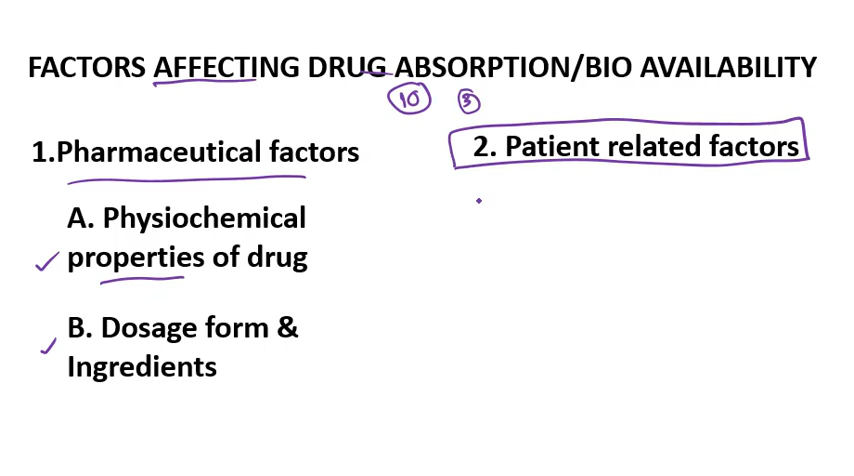 FACTORS AFFECTING DRUG ABSORPTION/BIO AVAILABILITY
10 3
1.Pharmaceutical factors
2. Patient related factors
A. Physiochemical
properties of drug
B. Dosage form &
Ingredients